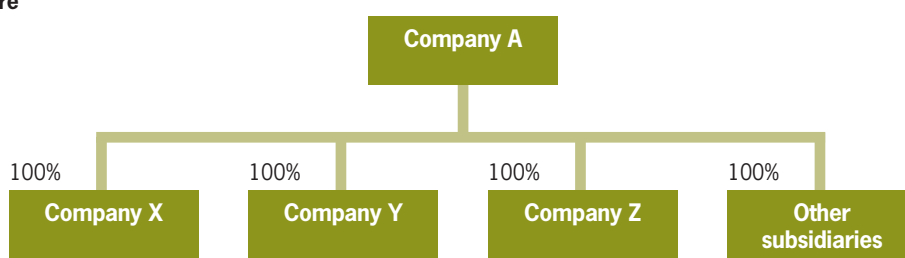 re
Company A
100% 100% 100% 100%
Company X Company Y Company Z Other
subsidiaries